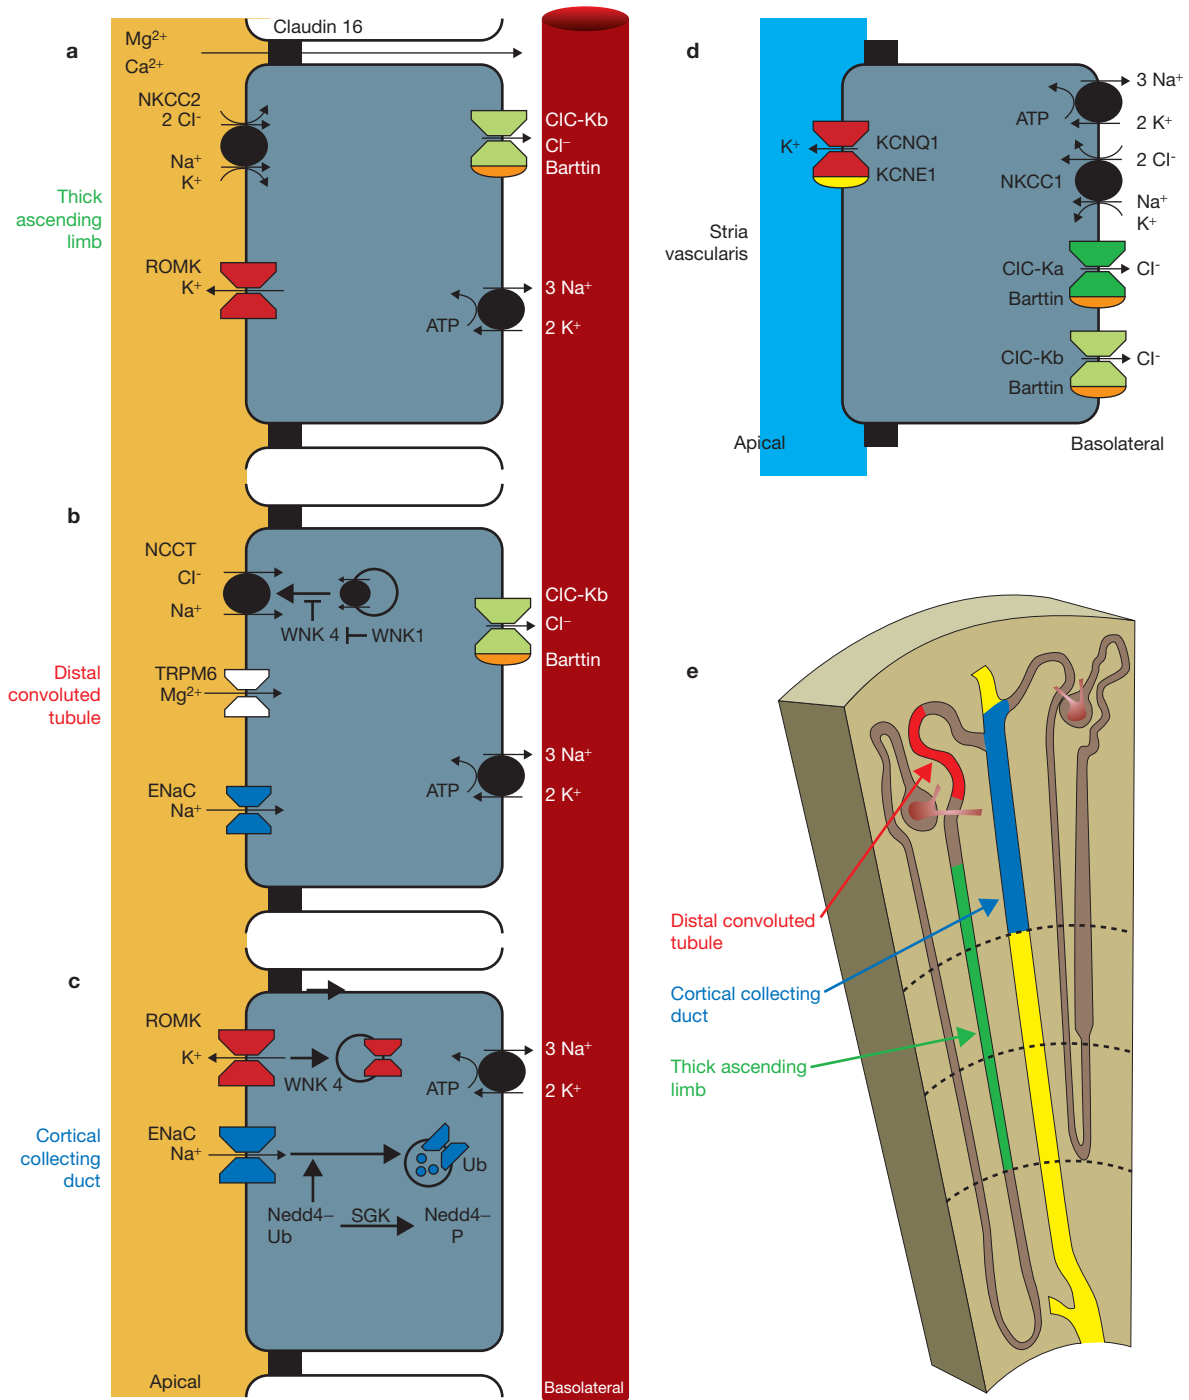 a
Claudin 16
Mg²⁺
Ca²⁺
NKCC2
2 Cl-
Na⁺
K⁺
ClC-Kb
Cl⁻
Barttin
Thick
ascending
limb
ROMK
K⁺
ATP
3 Na⁺
2 K⁺
b
NCCT
Cl-
Na⁺
WNK 4
WNK1
ClC-Kb
Cl⁻
Barttin
Distal
convoluted
tubule
TRPM6
Mg²⁺
ENaC
Na⁺
ATP
3 Na⁺
2 K⁺
c
ROMK
K⁺
WNK 4
ATP
3 Na⁺
2 K⁺
Cortical
collecting
duct
ENaC
Na⁺
Ub
Nedd4–
Ub
SGK
Nedd4–
P
Apical
Basolateral
d
K⁺
KCNQ1
KCNE1
Stria
vascularis
ATP
3 Na⁺
2 K⁺
2 Cl-
NKCC1
Na⁺
K⁺
ClC-Ka
Cl-
Barttin
ClC-Kb
Cl-
Barttin
Apical
Basolateral
e
Distal convoluted
tubule
Cortical collecting
duct
Thick ascending
limb